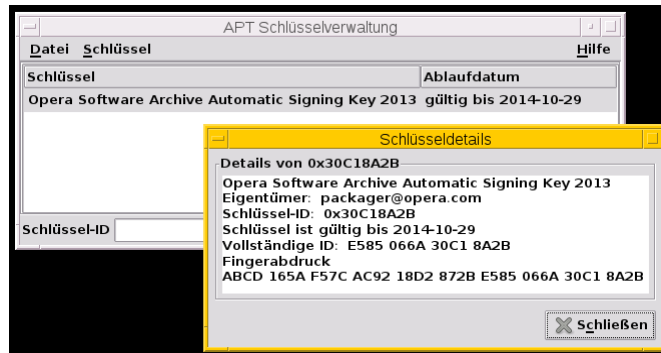 APT Schlüsselverwaltung
Datei Schlüssel Hilfe
Schlüssel Ablaufdatum
Opera Software Archive Automatic Signing Key 2013 gültig bis 2014-10-29
Schlüssel-ID
Schlüsseldetails
Details von 0x30C18A2B
Opera Software Archive Automatic Signing Key 2013
Eigentümer: packager@opera.com
Schlüssel-ID: 0x30C18A2B
Schlüssel ist gültig bis 2014-10-29
Vollständige ID: E585 066A 30C1 8A2B
Fingerabdruck
ABCD 165A F57C AC92 18D2 872B E585 066A 30C1 8A2B
Schließen